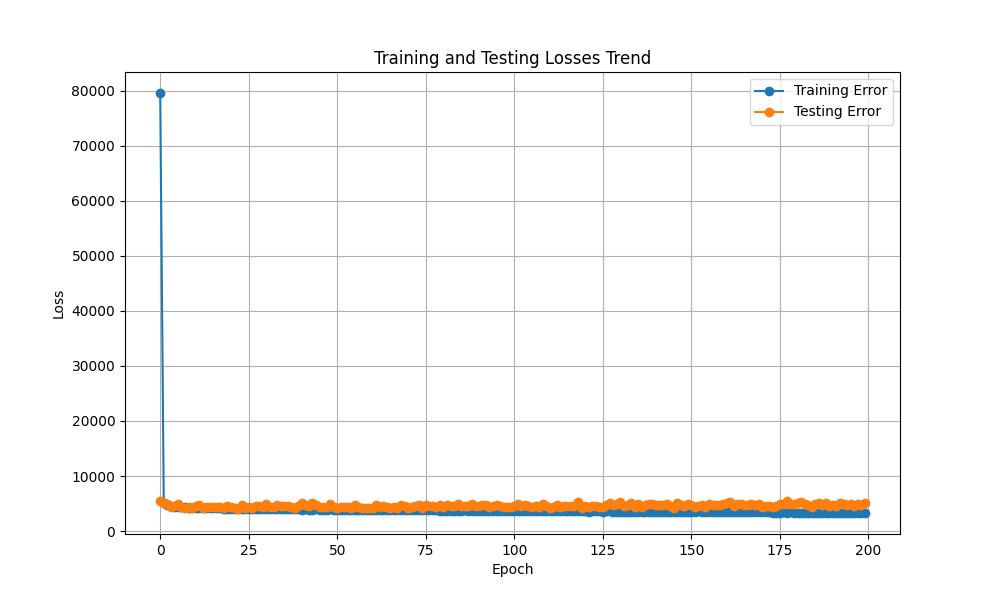 Training and Testing Losses Trend
Training Error
Testing Error
80000
70000
60000
50000
40000
30000
20000
10000
0
Loss
0 25 50 75 100 125 150 175 200
Epoch